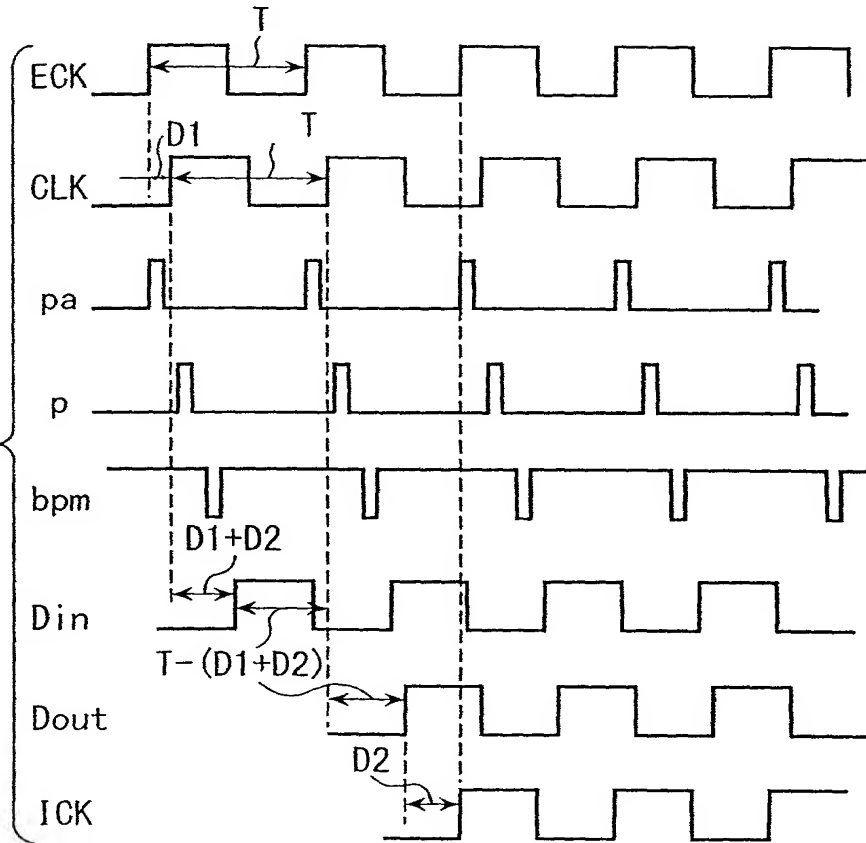 T
ECK
D1
T
CLK
pa
p
bpm
D1+D2
Din
T-(D1+D2)
Dout
D2
ICK